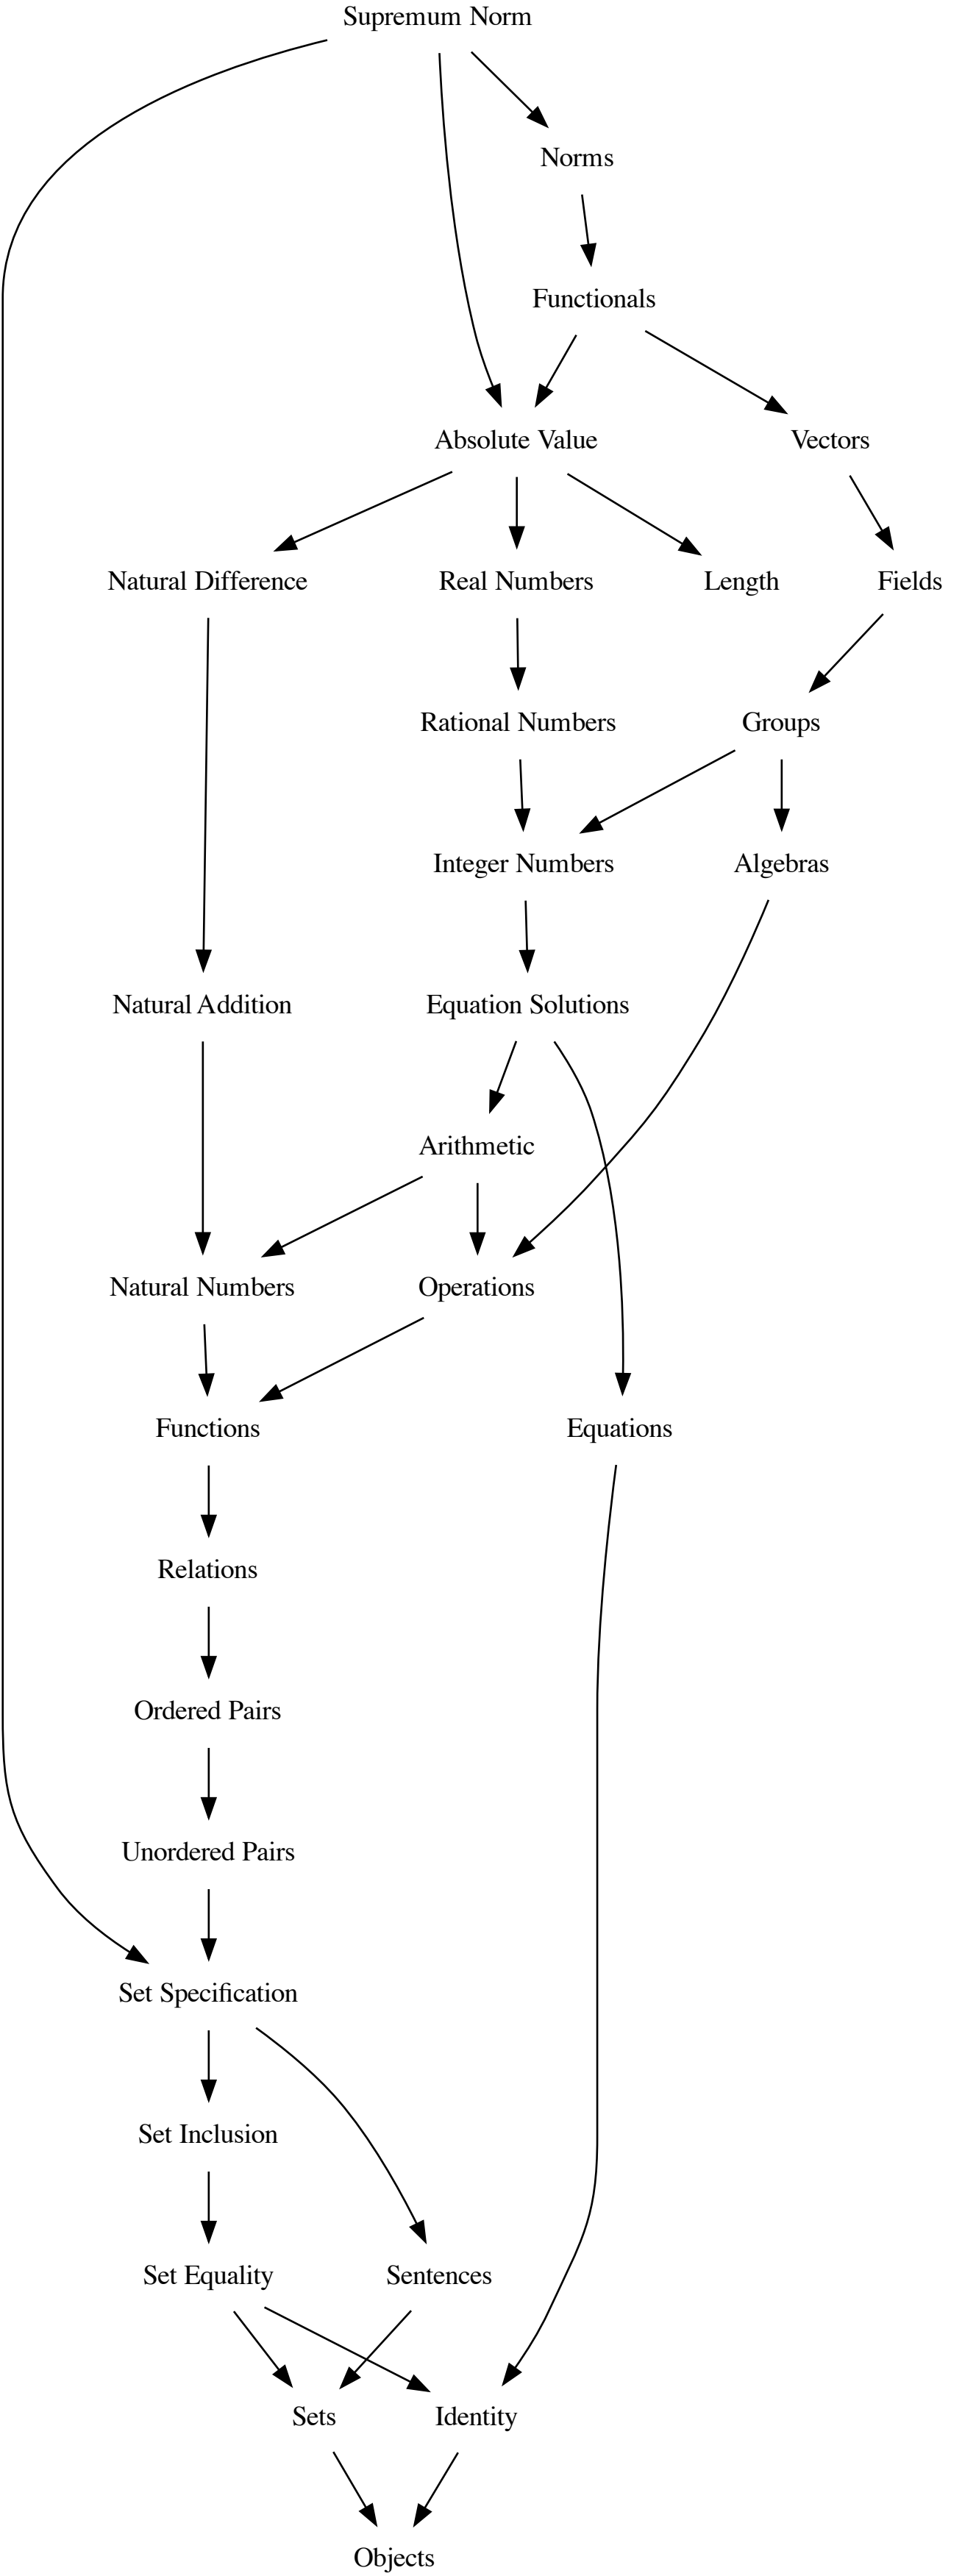 Supremum Norm
Norms
Functionals
Absolute Value
Vectors
Natural Difference
Real Numbers
Length
Fields
Rational Numbers
Groups
Integer Numbers
Algebras
Natural Addition
Equation Solutions
Arithmetic
Natural Numbers
Operations
Functions
Equations
Relations
Ordered Pairs
Unordered Pairs
Set Specification
Set Inclusion
Set Equality
Sentences
Sets
Identity
Objects